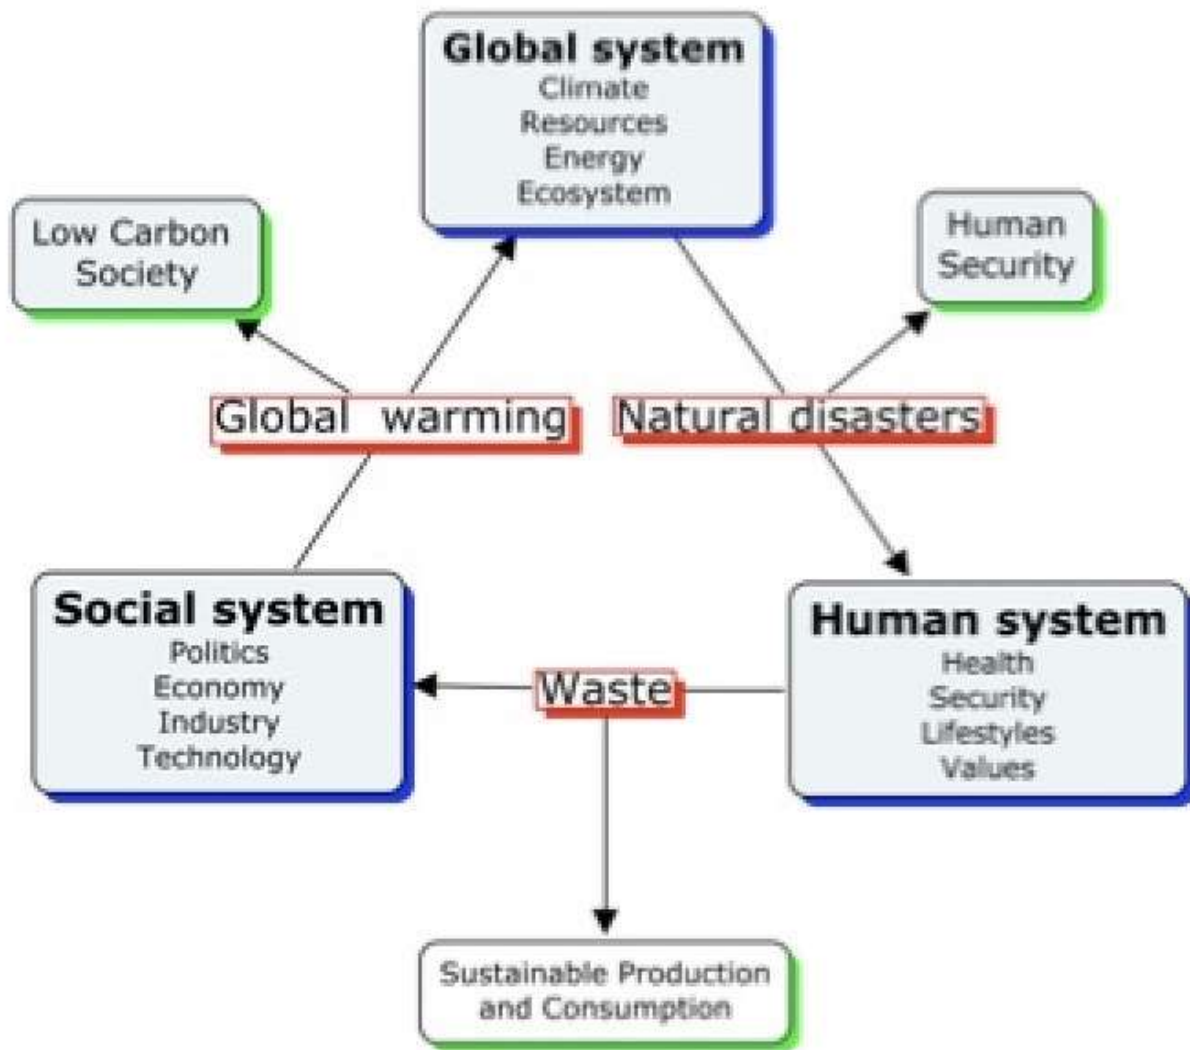 Global system
Climate
Resources
Energy
Ecosystem
Low Carbon
Society
Human
Security
Global warming
Natural disasters
Social system
Politics
Economy
Industry
Technology
Waste
Human system
Health
Security
Lifestyles
Values
Sustainable Production
and Consumption